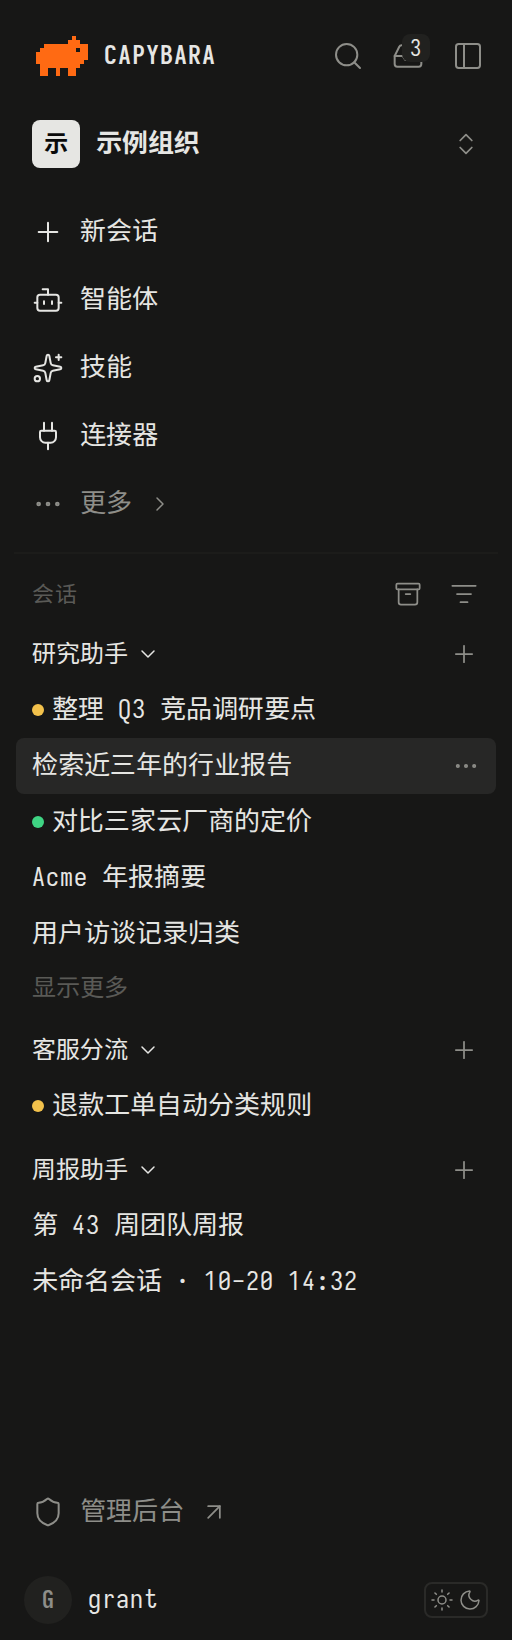 CAPYBARA
3
示 示例组织
新会话
智能体
技能
连接器
更多
会话
研究助手
整理 Q3 竞品调研要点
检索近三年的行业报告
对比三家云厂商的定价
Acme 年报摘要
用户访谈记录归类
显示更多
客服分流
退款工单自动分类规则
周报助手
第 43 周团队周报
未命名会话 · 10-20 14:32
管理后台
G grant